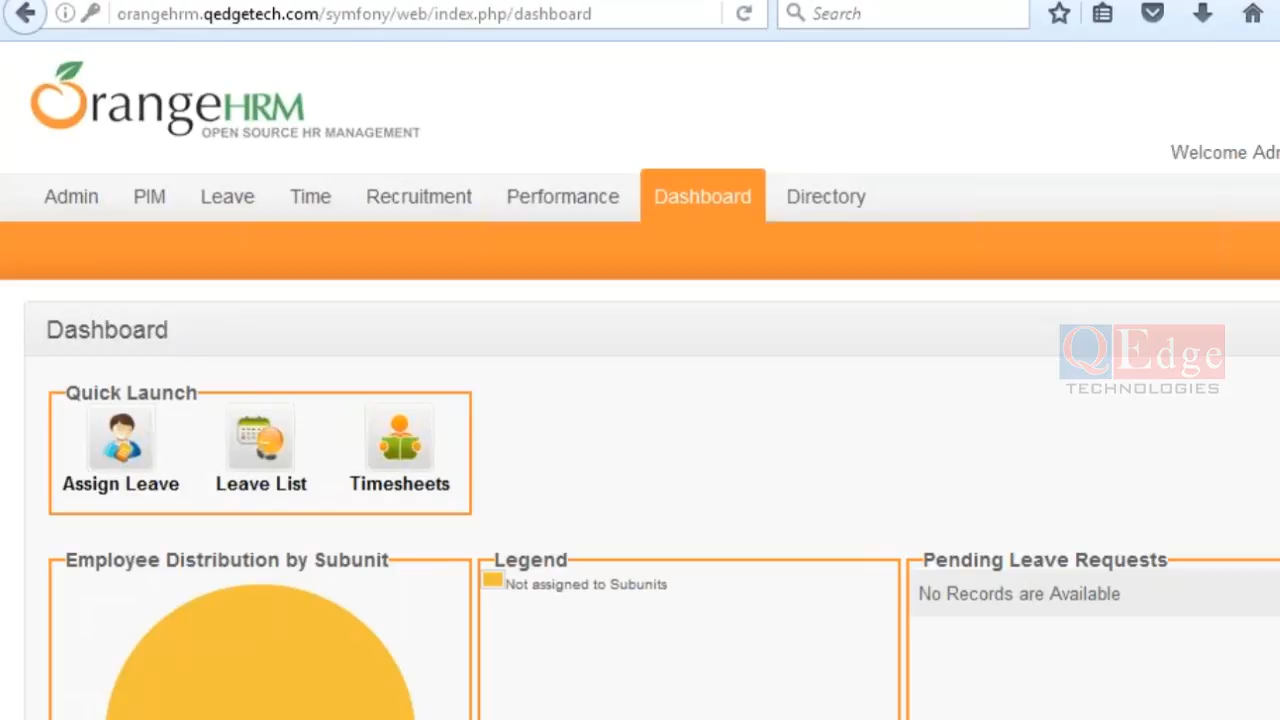 orangehrm.qedgetech.com/symfony/web/index.php/dashboard
Search
OrangeHRM
OPEN SOURCE HR MANAGEMENT
Welcome Adm
Admin PIM Leave Time Recruitment Performance Dashboard Directory
Dashboard
QEdge
TECHNOLOGIES
Quick Launch
Assign Leave Leave List Timesheets
Employee Distribution by Subunit
Legend
Not assigned to Subunits
Pending Leave Requests
No Records are Available